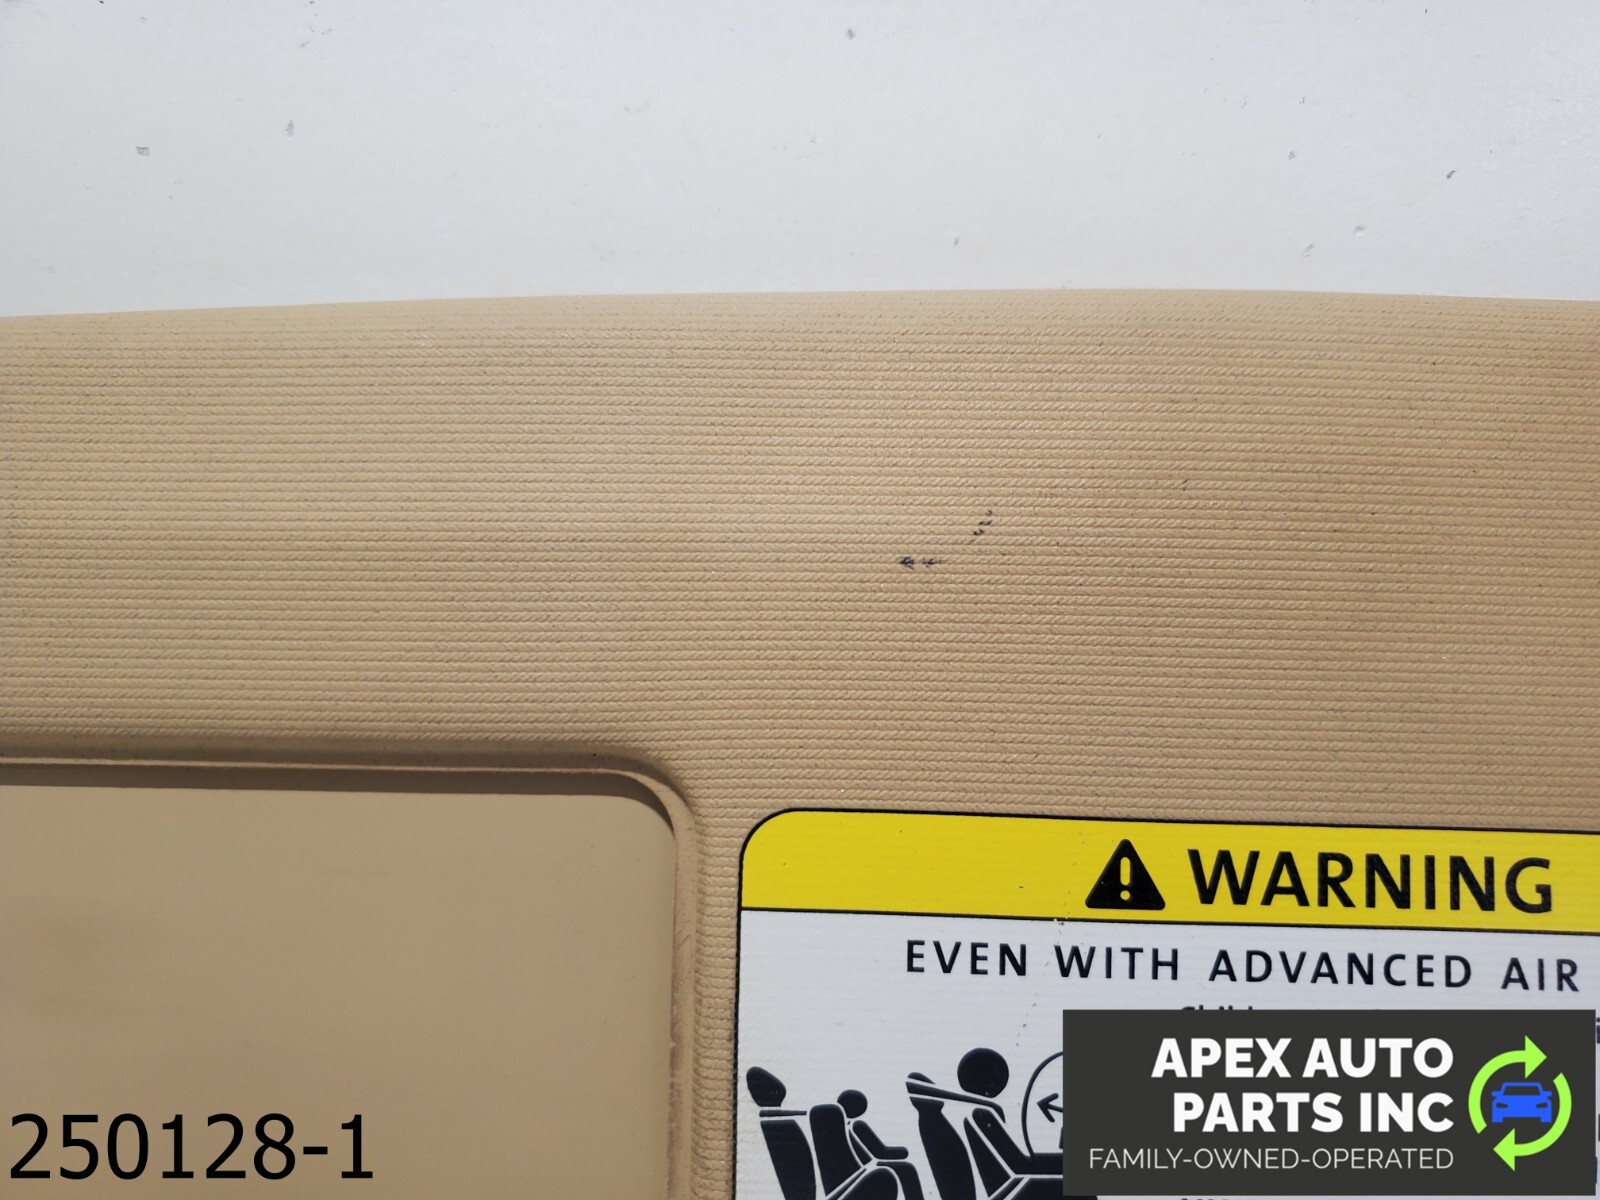 WARNING
EVEN WITH ADVANCED AIR
APEX AUTO
PARTS INC
FAMILY-OWNED-OPERATED
250128-1